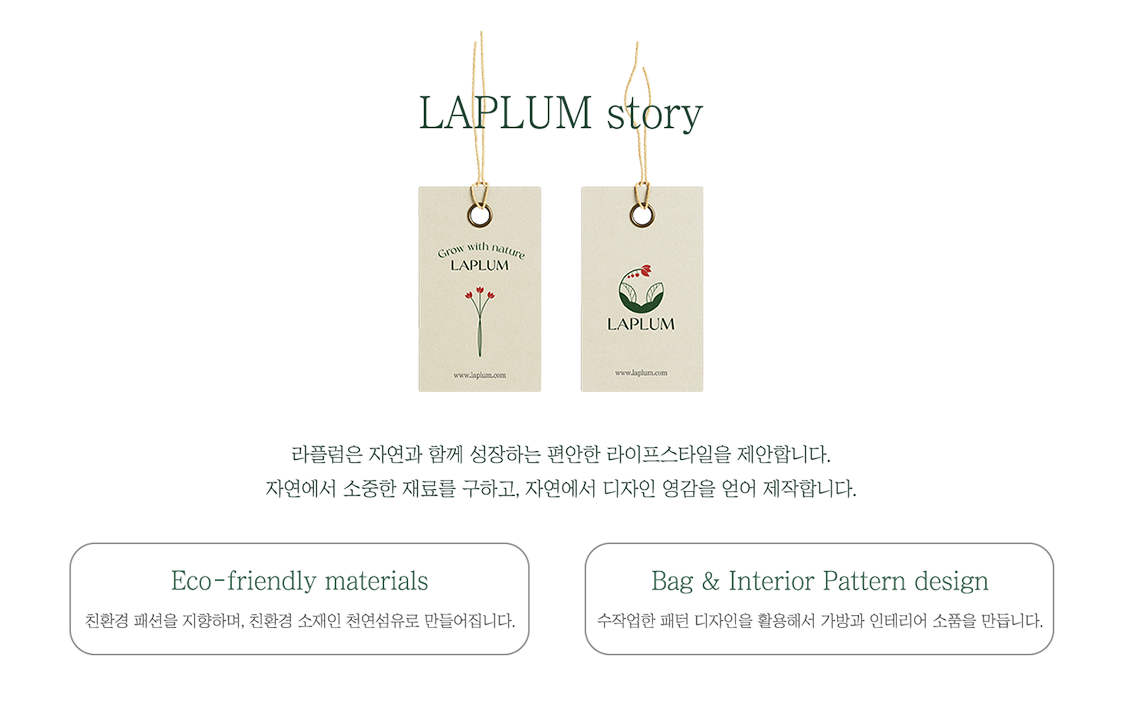 LAPLUM story
Grow with nature
LAPLUM
www.laplum.com
LAPLUM
www.laplum.com
라플럼은 자연과 함께 성장하는 편안한 라이프스타일을 제안합니다.
자연에서 소중한 재료를 구하고, 자연에서 디자인 영감을 얻어 제작합니다.
Eco-friendly materials
친환경 패션을 지향하며, 친환경 소재인 천연섬유로 만들어집니다.
Bag & Interior Pattern design
수작업한 패턴 디자인을 활용해서 가방과 인테리어 소품을 만듭니다.